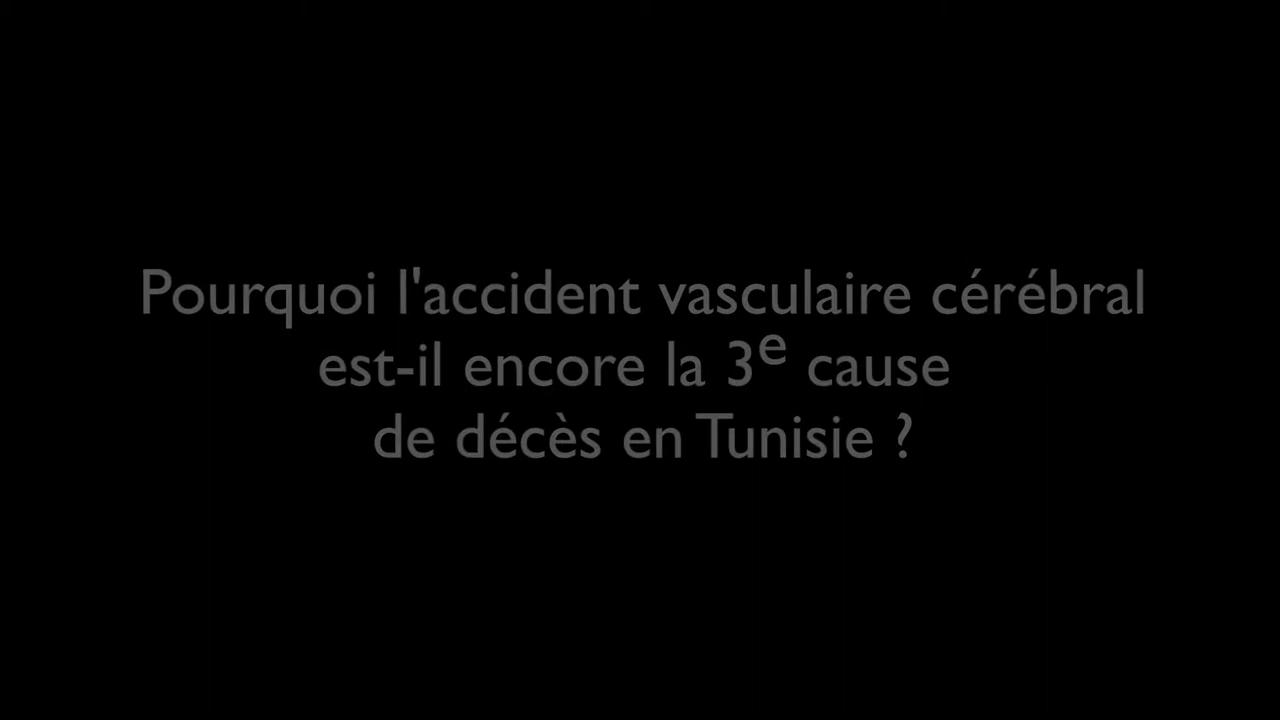 Pourquoi l'accident vasculaire cérébral
est-il encore la 3e cause
de décès en Tunisie ?